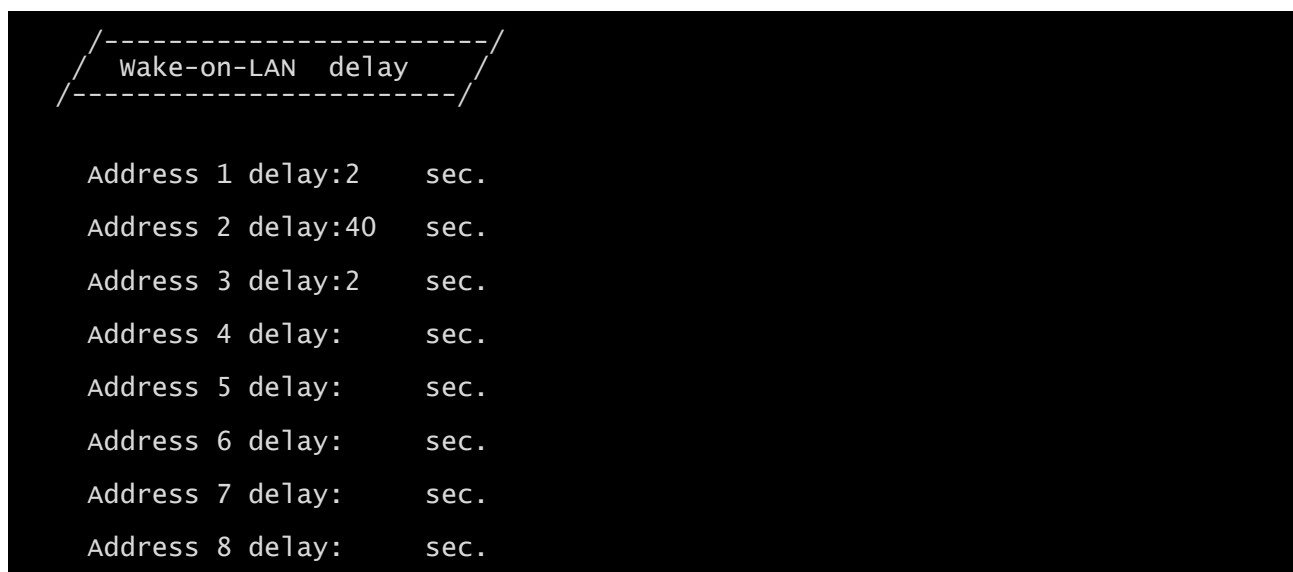 /------------------------/
/ Wake-on-LAN delay /
/------------------------/
Address 1 delay:2 sec.
Address 2 delay:40 sec.
Address 3 delay:2 sec.
Address 4 delay: sec.
Address 5 delay: sec.
Address 6 delay: sec.
Address 7 delay: sec.
Address 8 delay: sec.